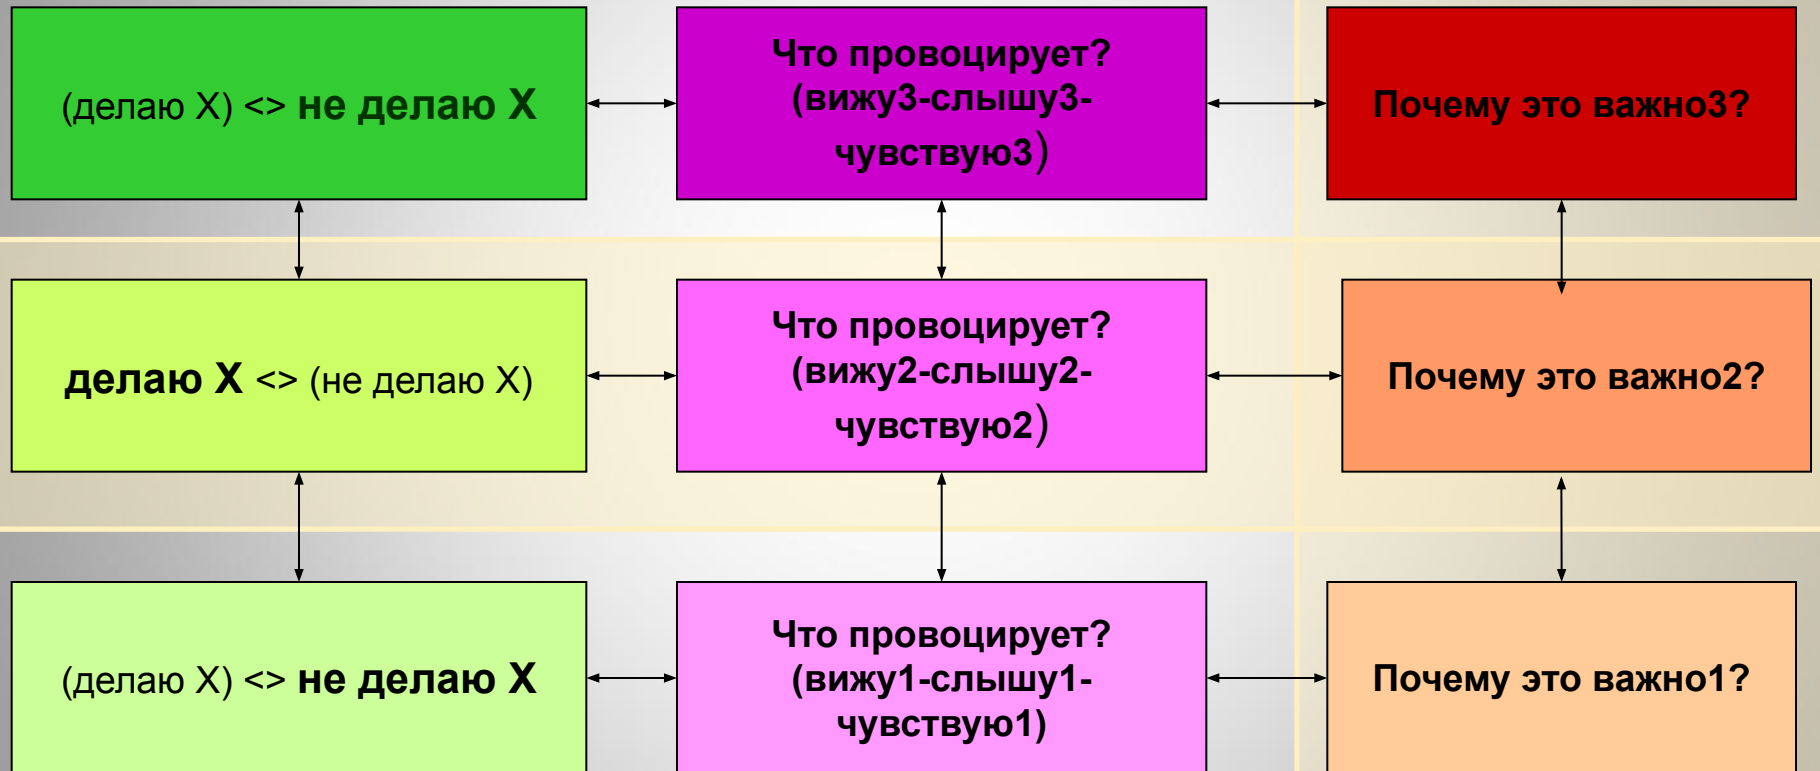 (делаю X) <> не делаю X
Что провоцирует?
(вижу3-слышу3-
чувствую3)
Почему это важно3?
делаю X <> (не делаю X)
Что провоцирует?
(вижу2-слышу2-
чувствую2)
Почему это важно2?
(делаю X) <> не делаю X
Что провоцирует?
(вижу1-слышу1-
чувствую1)
Почему это важно1?